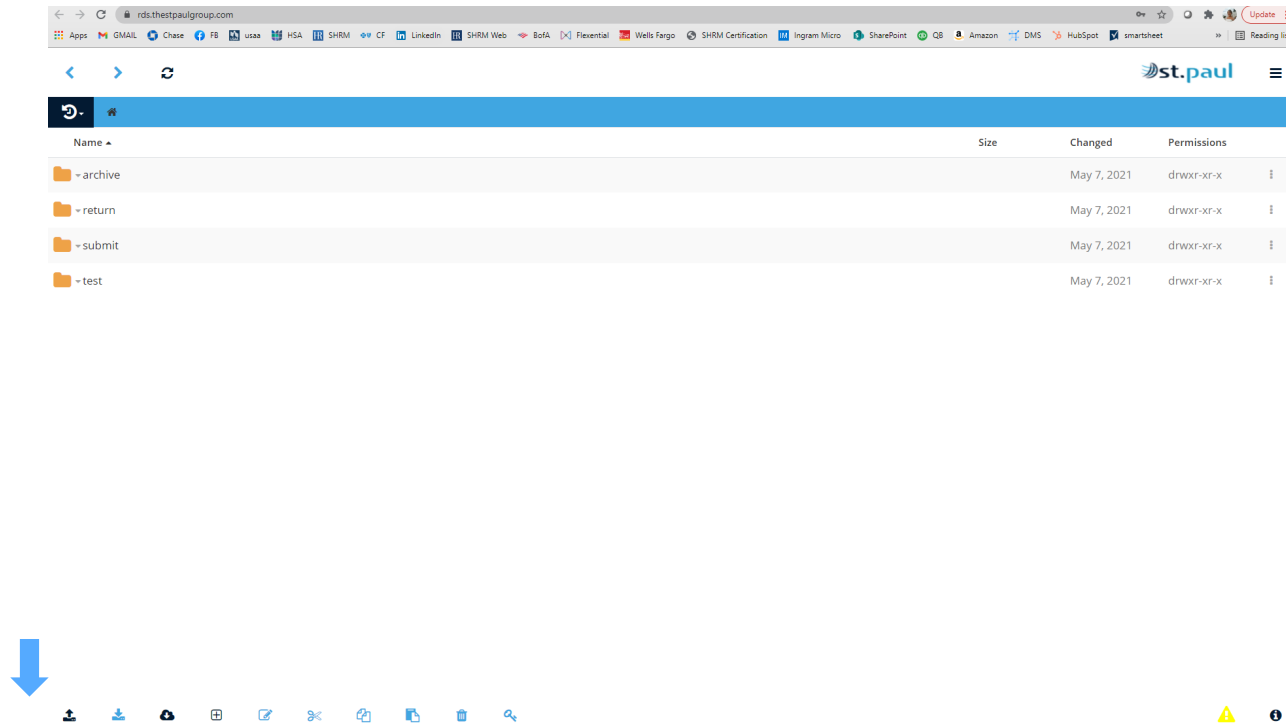 rds.thestpaulgroup.com Update
Apps GMAIL Chase FB usaa HSA SHRM CF LinkedIn SHRM Web BofA Flexential Wells Fargo SHRM Certification Ingram Micro SharePoint QB Amazon DMS HubSpot smartsheet » Reading lis
st.paul
Name Size Changed Permissions
archive May 7, 2021 drwxr-xr-x
return May 7, 2021 drwxr-xr-x
submit May 7, 2021 drwxr-xr-x
test May 7, 2021 drwxr-xr-x